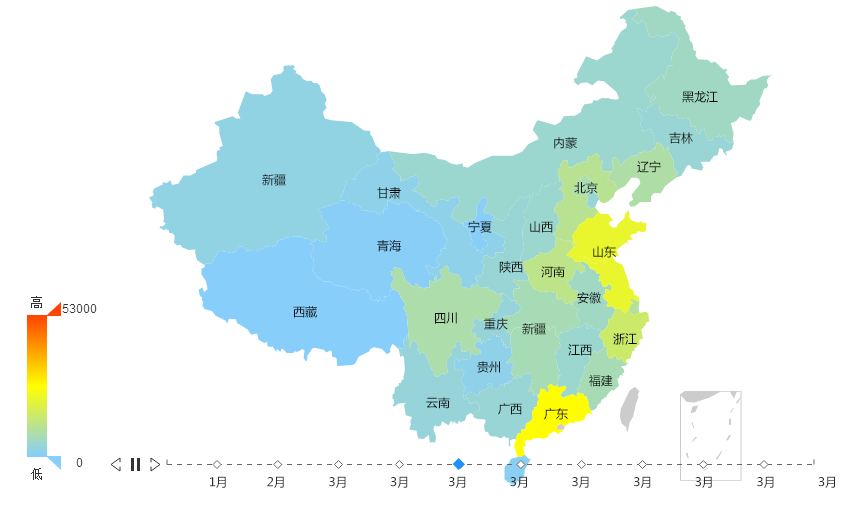 黑龙江
吉林
内蒙
辽宁
新疆
甘肃
北京
宁夏
山西
青海
山东
陕西
河南
安徽
高
53000
西藏
四川
重庆
新疆
浙江
江西
贵州
福建
云南
广西
广东
0
低
1月 2月 3月 3月 3月 3月 3月 3月 3月 3月 3月